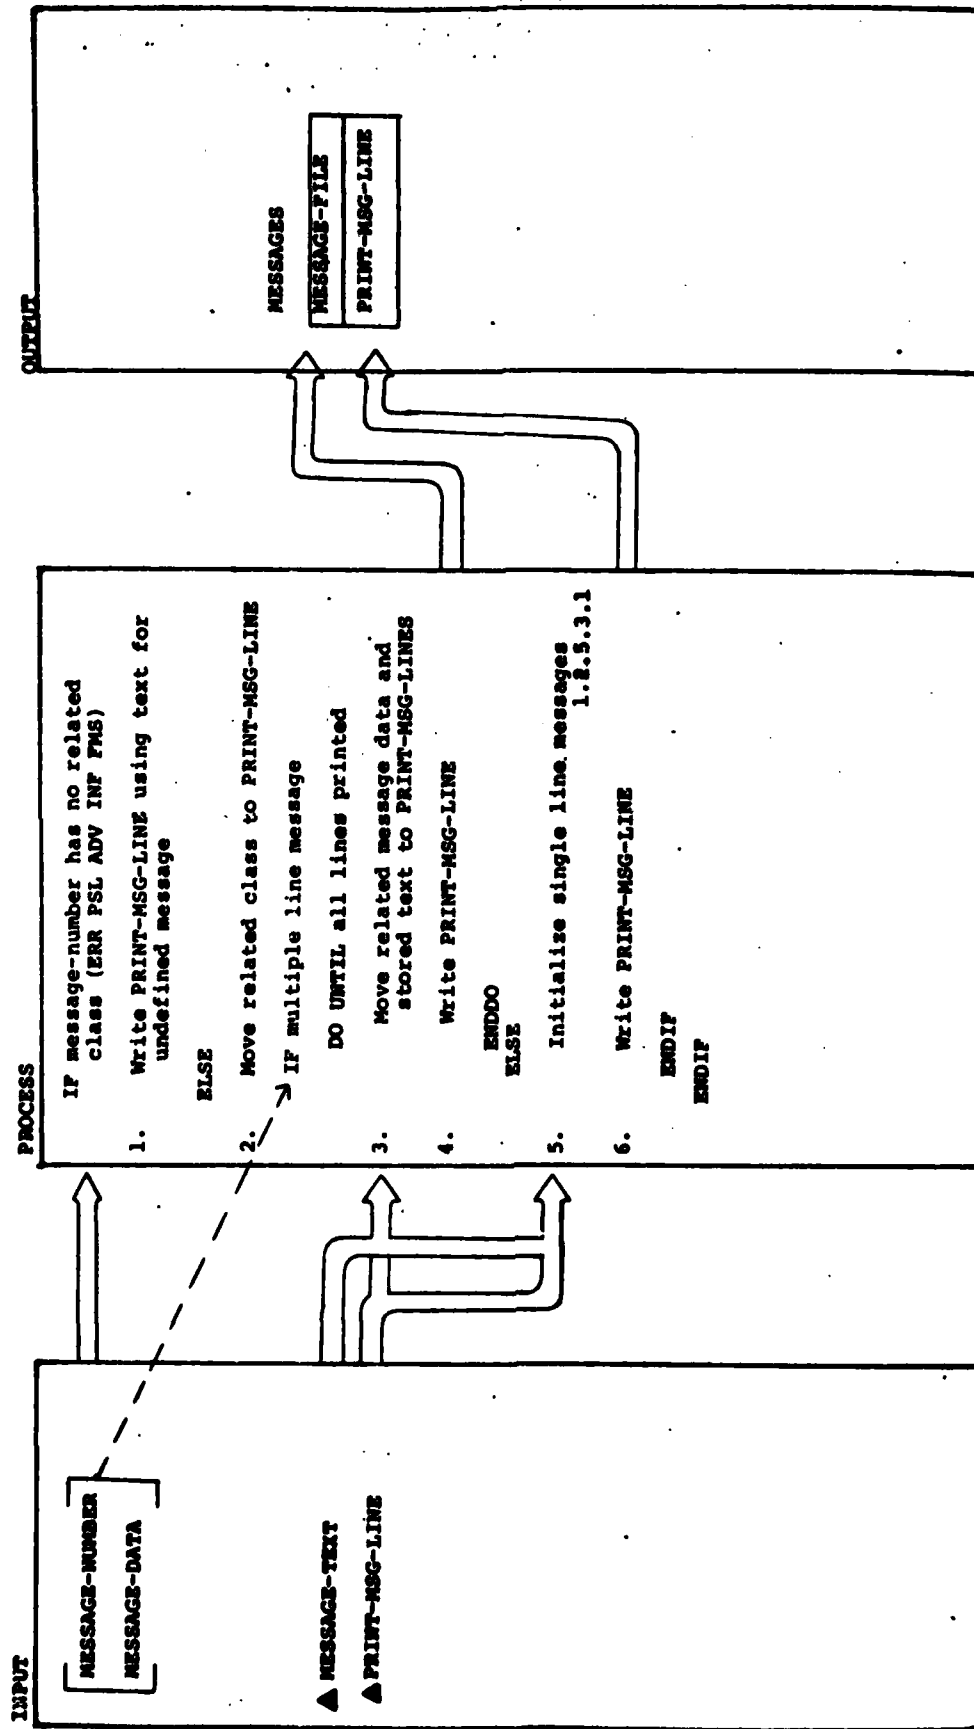 INPUT
MESSAGE-NUMBER
MESSAGE-DATA
MESSAGE-TEXT
PRINT-MSG-LINE
PROCESS
IF message-number has no related
class (ERR PSL ADV INF FMS)
1. Write PRINT-MSG-LINE using text for
undefined message
ELSE
2. Move related class to PRINT-MSG-LINE
IF multiple line message
DO UNTIL all lines printed
3. Move related message data and
stored text to PRINT-MSG-LINES
4. Write PRINT-MSG-LINE
ENDDO
ELSE
5. Initialize single line messages
1.2.5.3.1
6. Write PRINT-MSG-LINE
ENDIF
ENDIF
OUTPUT
MESSAGES
MESSAGE-FILE
PRINT-MSG-LINE